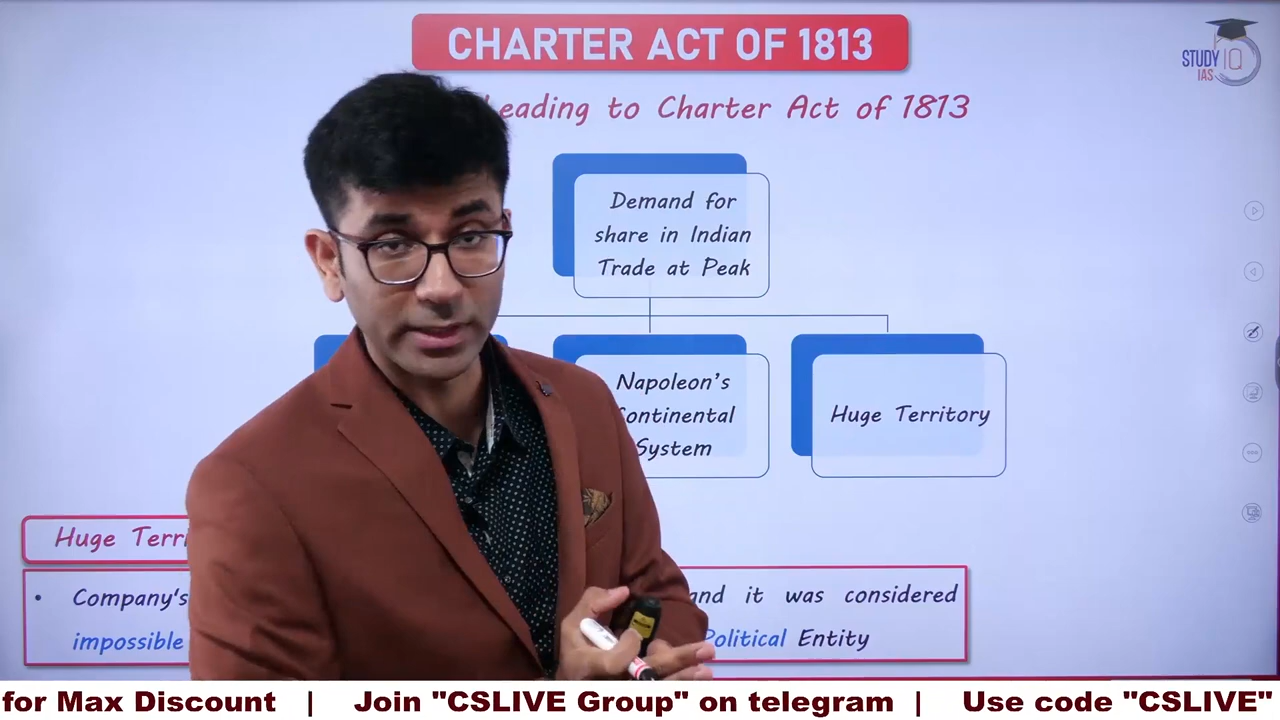 CHARTER ACT OF 1813
STUDY IQ
IAS
Leading to Charter Act of 1813
Demand for
share in Indian
Trade at Peak
Napoleon's
Continental
System
Huge Territory
Huge Terri
• Company's and it was considered
impossible Political Entity
for Max Discount | Join "CSLIVE Group" on telegram | Use code "CSLIVE"